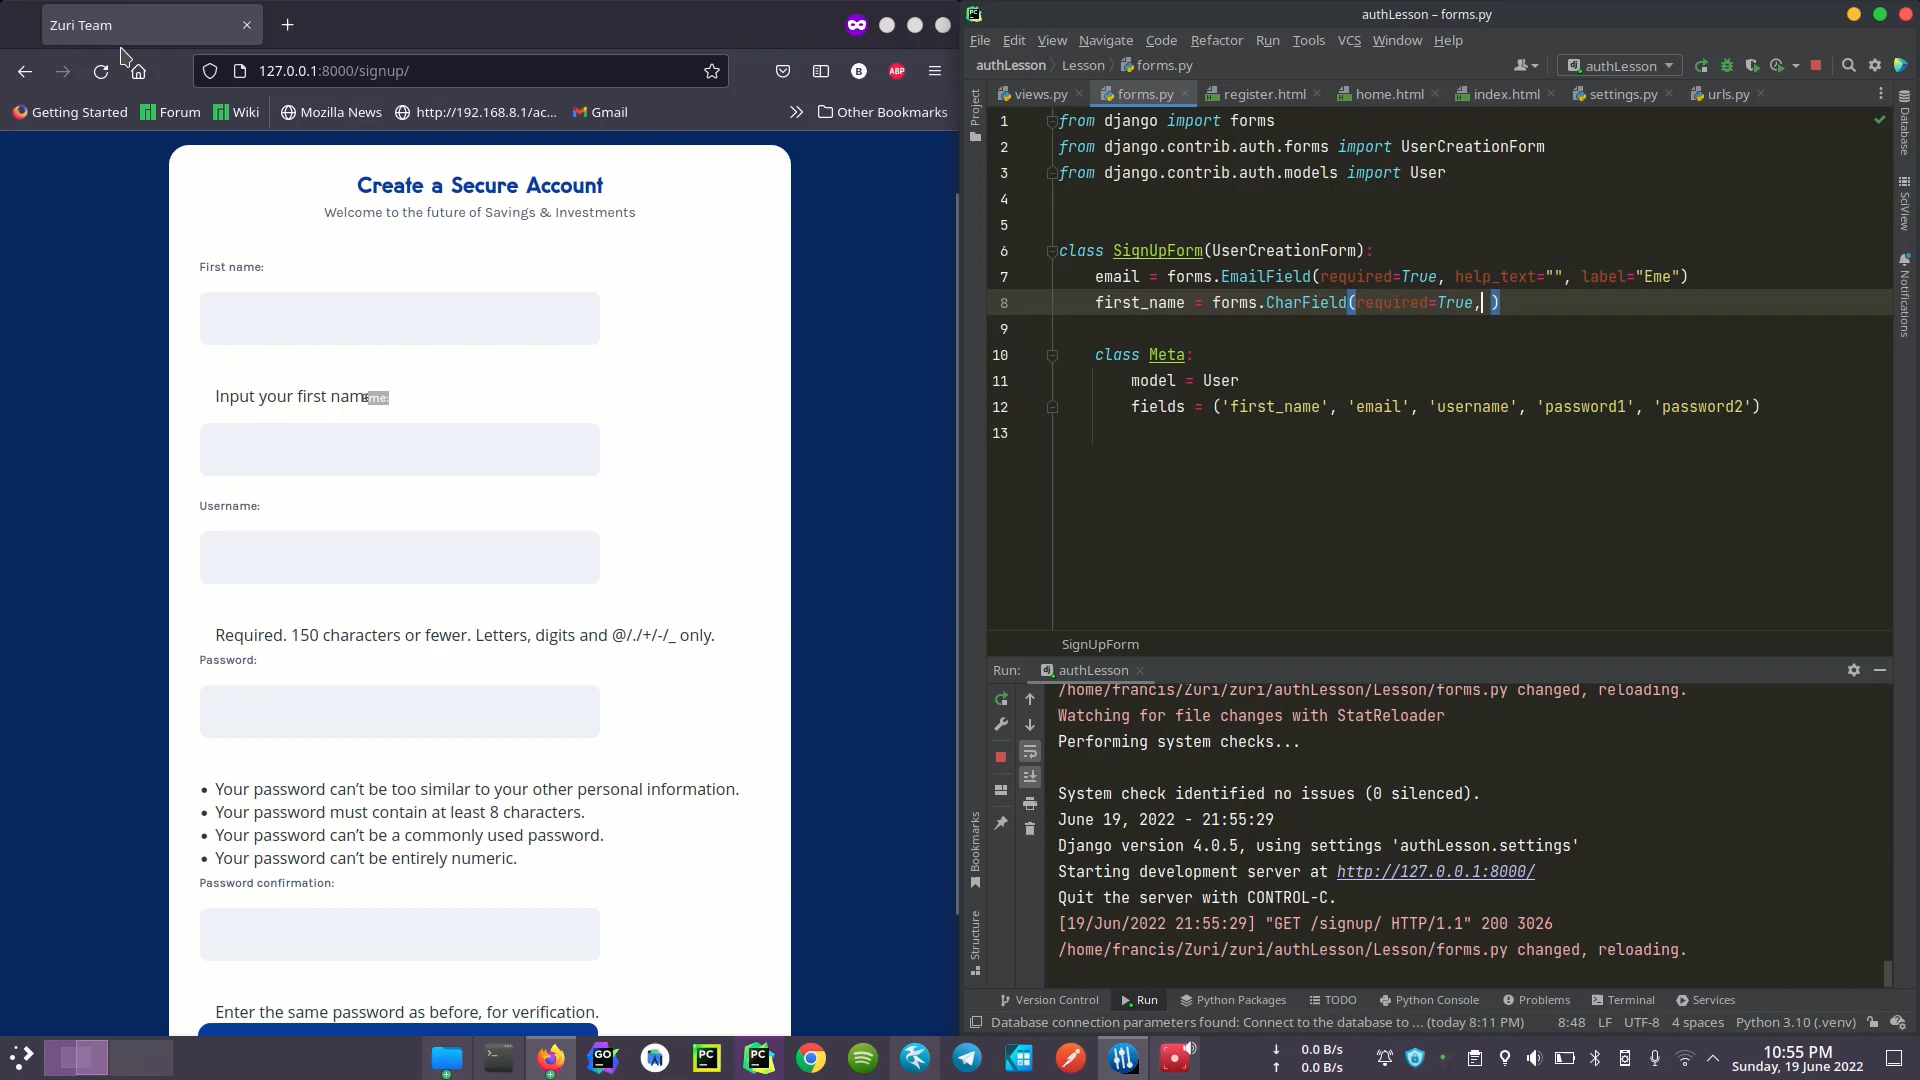 Zuri Team
127.0.0.1:8000/signup/
ABP
Getting Started
Forum
Wiki
Mozilla News
http://192.168.8.1/ac...
Gmail
Other Bookmarks
Create a Secure Account
Welcome to the future of Savings & Investments
First name:
Input your first name
eme:
Username:
Required. 150 characters or fewer. Letters, digits and @/./+/-/_ only.
Password:
• Your password can't be too similar to your other personal information.
• Your password must contain at least 8 characters.
• Your password can't be a commonly used password.
• Your password can't be entirely numeric.
Password confirmation:
Enter the same password as before, for verification.
authLesson – forms.py
File Edit View Navigate Code Refactor Run Tools VCS Window Help
authLesson Lesson forms.py
authLesson
views.py forms.py register.html home.html index.html settings.py urls.py
Project
1 from django import forms
2 from django.contrib.auth.forms import UserCreationForm
3 from django.contrib.auth.models import User
4
5
6 class SignUpForm(UserCreationForm):
7 email = forms.EmailField(required=True, help_text="", label="Eme")
8 first_name = forms.CharField(required=True, )
9
10 class Meta:
11 model = User
12 fields = ('first_name', 'email', 'username', 'password1', 'password2')
13
Database
SciView
Notifications
SignUpForm
Run: authLesson
/home/francis/Zuri/zuri/authLesson/Lesson/forms.py changed, reloading.
Watching for file changes with StatReloader
Performing system checks...
System check identified no issues (0 silenced).
June 19, 2022 - 21:55:29
Django version 4.0.5, using settings 'authLesson.settings'
Starting development server at http://127.0.0.1:8000/
Quit the server with CONTROL-C.
[19/Jun/2022 21:55:29] "GET /signup/ HTTP/1.1" 200 3026
/home/francis/Zuri/zuri/authLesson/Lesson/forms.py changed, reloading.
Bookmarks
Structure
Version Control Run Python Packages TODO Python Console Problems Terminal Services
Database connection parameters found: Connect to the database to ... (today 8:11 PM)
8:48 LF UTF-8 4 spaces Python 3.10 (.venv)
GO
PC
PC
0.0 B/s
0.0 B/s
10:55 PM
Sunday, 19 June 2022